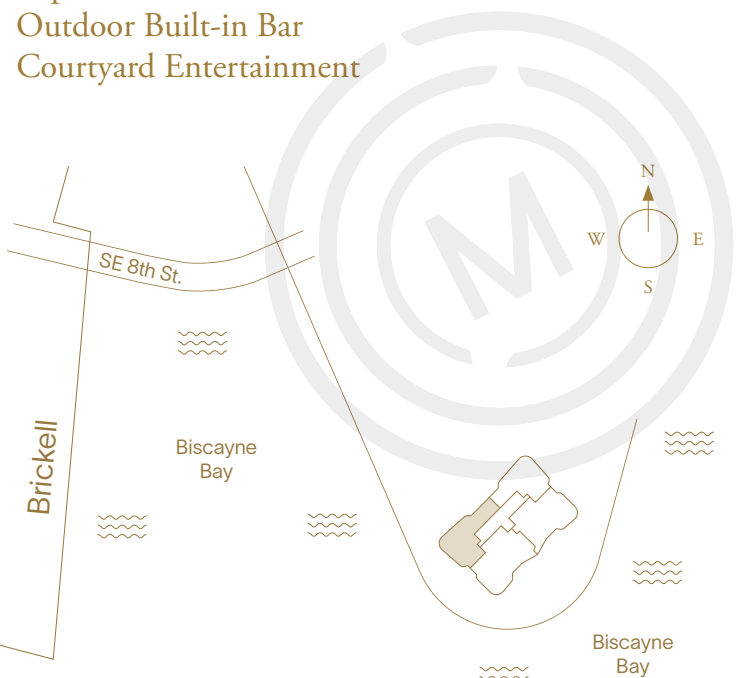 Outdoor Built-in Bar
Courtyard Entertainment
M
N
W
E
S
SE 8th St.
Brickell
Biscayne
Bay
Biscayne
Bay